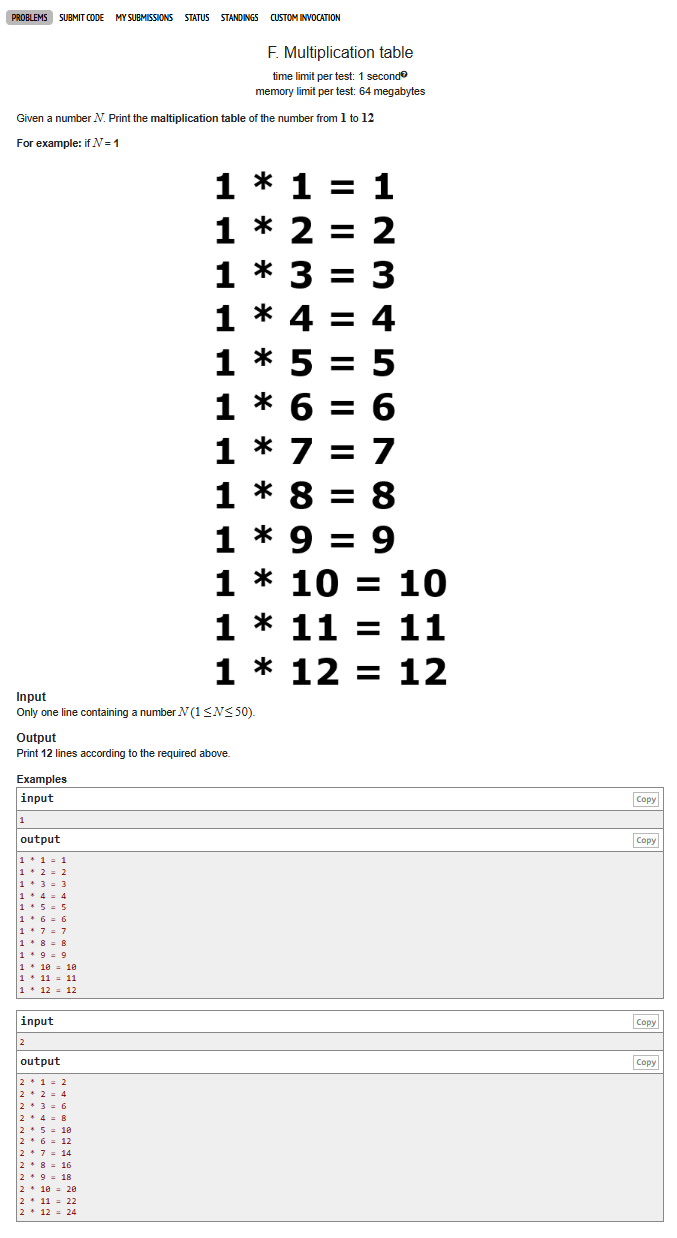 PROBLEMS SUBMIT CODE MY SUBMISSIONS STATUS STANDINGS CUSTOM INVOCATION
F. Multiplication table
time limit per test: 1 second?
memory limit per test: 64 megabytes
Given a number N. Print the maltiplication table of the number from 1 to 12
For example: if N = 1
1 * 1 = 1
1 * 2 = 2
1 * 3 = 3
1 * 4 = 4
1 * 5 = 5
1 * 6 = 6
1 * 7 = 7
1 * 8 = 8
1 * 9 = 9
1 * 10 = 10
1 * 11 = 11
1 * 12 = 12
Input
Only one line containing a number N (1 ≤ N ≤ 50).
Output
Print 12 lines according to the required above.
Examples
input Copy
1
output Copy
1 * 1 = 1
1 * 2 = 2
1 * 3 = 3
1 * 4 = 4
1 * 5 = 5
1 * 6 = 6
1 * 7 = 7
1 * 8 = 8
1 * 9 = 9
1 * 10 = 10
1 * 11 = 11
1 * 12 = 12
input Copy
2
output Copy
2 * 1 = 2
2 * 2 = 4
2 * 3 = 6
2 * 4 = 8
2 * 5 = 10
2 * 6 = 12
2 * 7 = 14
2 * 8 = 16
2 * 9 = 18
2 * 10 = 20
2 * 11 = 22
2 * 12 = 24